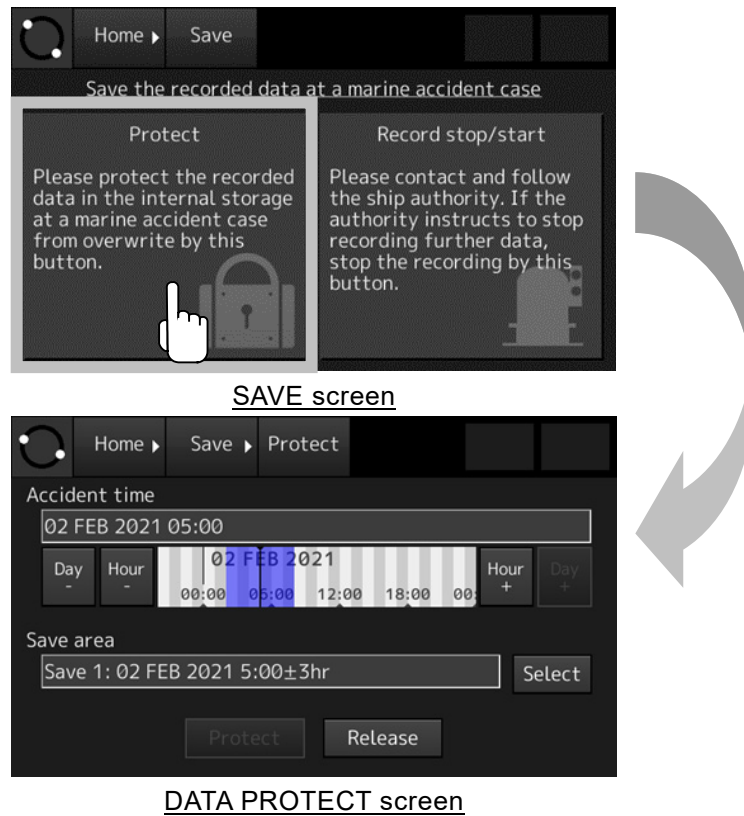 Home Save
Save the recorded data at a marine accident case
Protect
Please protect the recorded
data in the internal storage
at a marine accident case
from overwrite by this
button.
Record stop/start
Please contact and follow
the ship authority. If the
authority instructs to stop
recording further data,
stop the recording by this
button.
SAVE screen
Home Save Protect
Accident time
02 FEB 2021 05:00
Day - Hour - 02 FEB 2021 Hour + Day +
00:00 05:00 12:00 18:00 00:
Save area
Save 1: 02 FEB 2021 5:00±3hr Select
Protect Release
DATA PROTECT screen